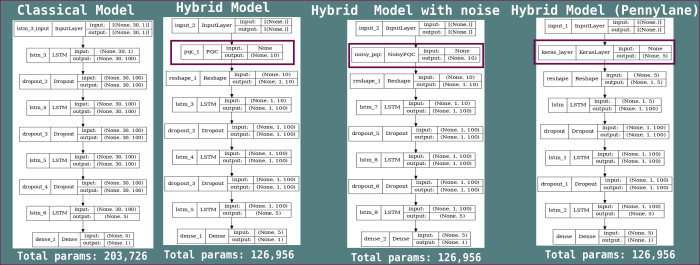 Classical Model
lstm_3_input InputLayer input: [(None, 30, 1)]
output: [(None, 30, 1)]
lstm_3 LSTM input: (None, 30, 1)
output: (None, 30, 100)
dropout_2 Dropout input: (None, 30, 100)
output: (None, 30, 100)
lstm_4 LSTM input: (None, 30, 100)
output: (None, 30, 100)
dropout_3 Dropout input: (None, 30, 100)
output: (None, 30, 100)
lstm_5 LSTM input: (None, 30, 100)
output: (None, 30, 100)
dropout_4 Dropout input: (None, 30, 100)
output: (None, 30, 100)
lstm_6 LSTM input: (None, 30, 100)
output: (None, 5)
dense_1 Dense input: (None, 5)
output: (None, 1)
Total params: 203,726
Hybrid Model
input_2 InputLayer input: [(None,)]
output: [(None,)]
pqc_1 PQC input: None
output: (None, 10)
reshape_1 Reshape input: (None, 10)
output: (None, 1, 10)
lstm_3 LSTM input: (None, 1, 10)
output: (None, 1, 100)
dropout_2 Dropout input: (None, 1, 100)
output: (None, 1, 100)
lstm_4 LSTM input: (None, 1, 100)
output: (None, 1, 100)
dropout_3 Dropout input: (None, 1, 100)
output: (None, 1, 100)
lstm_5 LSTM input: (None, 1, 100)
output: (None, 5)
dense_1 Dense input: (None, 5)
output: (None, 1)
Total params: 126,956
Hybrid Model with noise
input_2 InputLayer input: [(None,)]
output: [(None,)]
noisy_pqc NoisyPQC input: None
output: (None, 10)
reshape_1 Reshape input: (None, 10)
output: (None, 1, 10)
lstm_7 LSTM input: (None, 1, 10)
output: (None, 1, 100)
dropout_5 Dropout input: (None, 1, 100)
output: (None, 1, 100)
lstm_8 LSTM input: (None, 1, 100)
output: (None, 1, 100)
dropout_6 Dropout input: (None, 1, 100)
output: (None, 1, 100)
lstm_9 LSTM input: (None, 1, 100)
output: (None, 5)
dense_2 Dense input: (None, 5)
output: (None, 1)
Total params: 126,956
Hybrid Model (Pennylane)
input_1 InputLayer input: [(None,)]
output: [(None,)]
keras_layer KerasLayer input: None
output: (None, 5)
reshape Reshape input: (None, 5)
output: (None, 1, 5)
lstm LSTM input: (None, 1, 5)
output: (None, 1, 100)
dropout Dropout input: (None, 1, 100)
output: (None, 1, 100)
lstm_1 LSTM input: (None, 1, 100)
output: (None, 1, 100)
dropout_1 Dropout input: (None, 1, 100)
output: (None, 1, 100)
lstm_2 LSTM input: (None, 1, 100)
output: (None, 5)
dense Dense input: (None, 5)
output: (None, 1)
Total params: 126,956